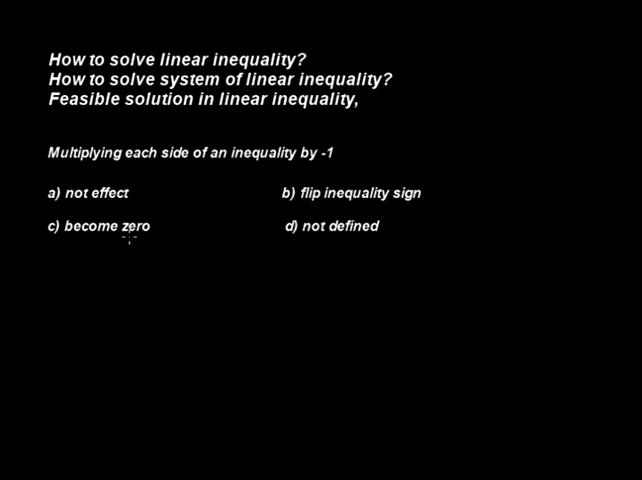 How to solve linear inequality?
How to solve system of linear inequality?
Feasible solution in linear inequality,
Multiplying each side of an inequality by -1
a) not effect b) flip inequality sign
c) become zero d) not defined